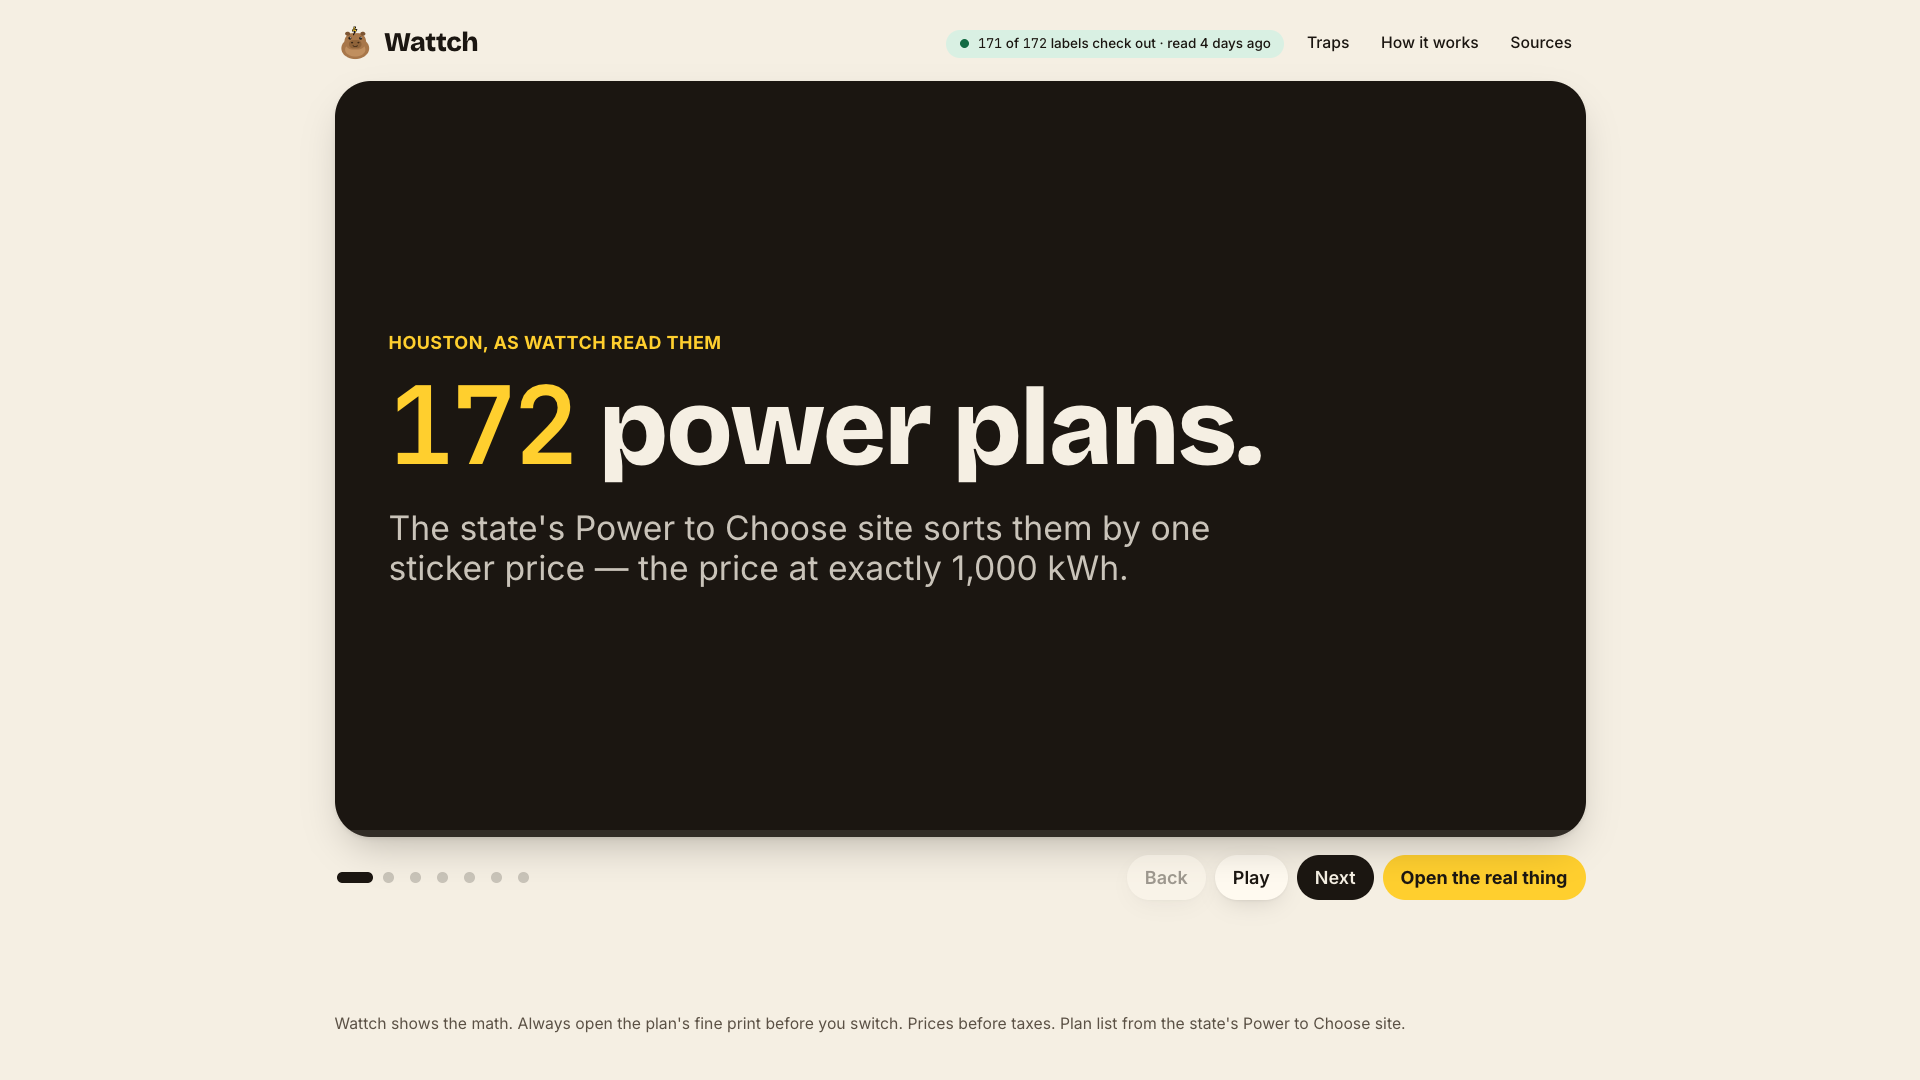 Wattch
171 of 172 labels check out · read 4 days ago
Traps
How it works
Sources
HOUSTON, AS WATTCH READ THEM
172 power plans.
The state's Power to Choose site sorts them by one
sticker price — the price at exactly 1,000 kWh.
Back
Play
Next
Open the real thing
Wattch shows the math. Always open the plan's fine print before you switch. Prices before taxes. Plan list from the state's Power to Choose site.